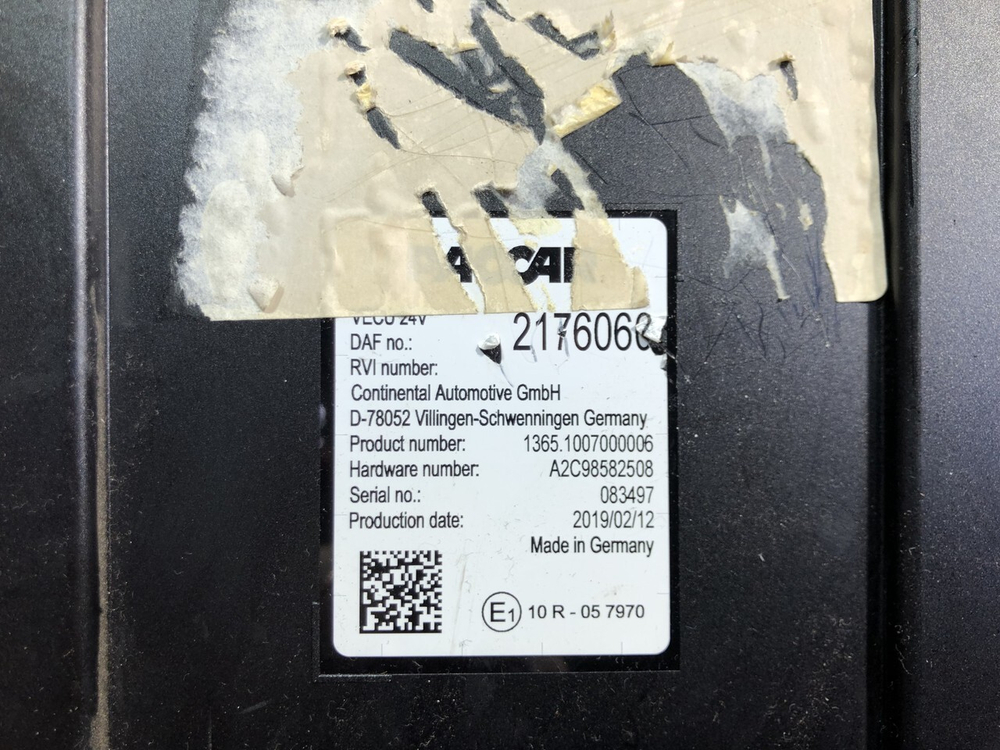 VECU 24V
DAF no.: 2176060
RVI number:
Continental Automotive GmbH
D-78052 Villingen-Schwenningen Germany
Product number: 1365.1007000006
Hardware number: A2C98582508
Serial no.: 083497
Production date: 2019/02/12
Made in Germany
E1 10 R - 05 7970